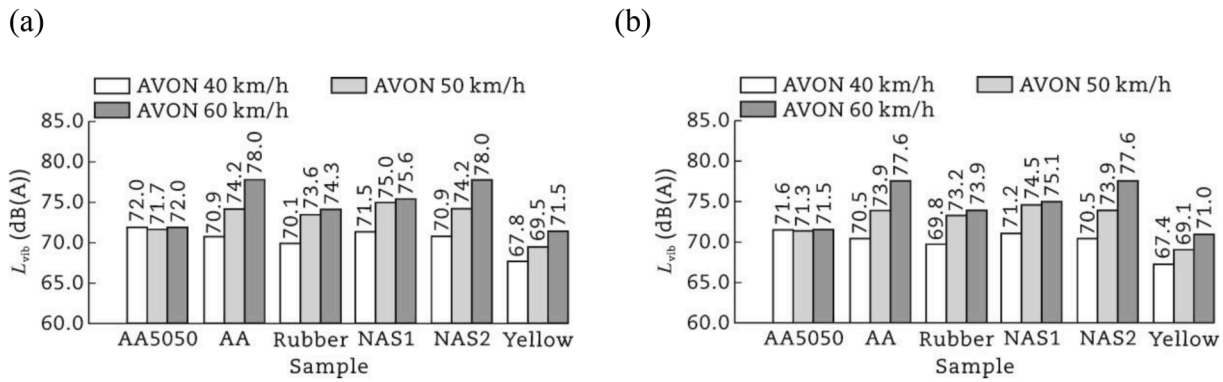 (a)
AVON 40 km/h AVON 50 km/h
AVON 60 km/h
85.0
80.0
75.0
70.0
65.0
60.0
L_vib (dB(A))
72.0 71.7 72.0
70.9 74.2 78.0
70.1 73.6 74.3
71.5 75.0 75.6
70.9 74.2 78.0
67.8 69.5 71.5
AA5050 AA Rubber NAS1 NAS2 Yellow
Sample
(b)
AVON 40 km/h AVON 50 km/h
AVON 60 km/h
85.0
80.0
75.0
70.0
65.0
60.0
L_vib (dB(A))
71.6 71.3 71.5
70.5 73.9 77.6
69.8 73.2 73.9
71.2 74.5 75.1
70.5 73.9 77.6
67.4 69.1 71.0
AA5050 AA Rubber NAS1 NAS2 Yellow
Sample